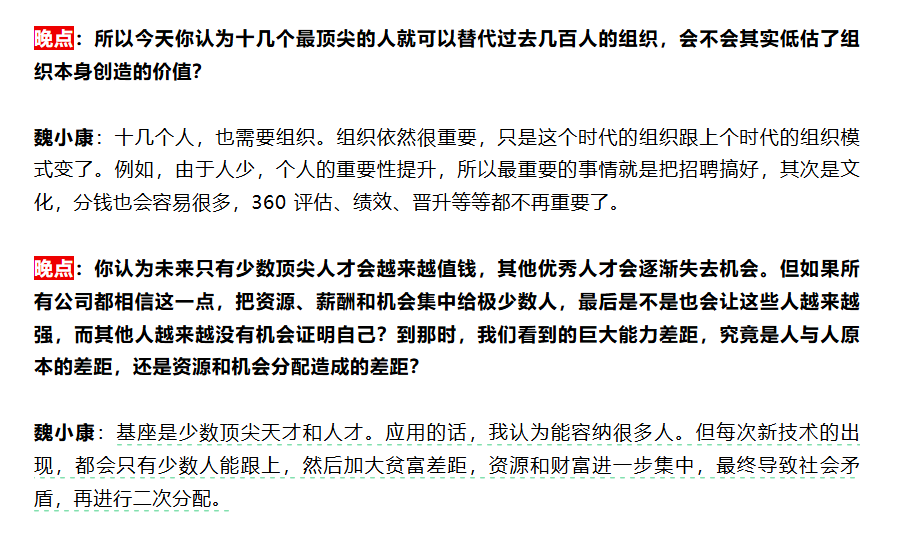 晚点：所以今天你认为十几个最顶尖的人就可以替代过去几百人的组织，会不会其实低估了组
织本身创造的价值？
魏小康：十几个人，也需要组织。组织依然很重要，只是这个时代的组织跟上个时代的组织模
式变了。例如，由于人少，个人的重要性提升，所以最重要的事情就是把招聘搞好，其次是文
化，分钱也会容易很多，360 评估、绩效、晋升等等都不再重要了。
晚点：你认为未来只有少数顶尖人才会越来越值钱，其他优秀人才会逐渐失去机会。但如果所
有公司都相信这一点，把资源、薪酬和机会集中给极少数人，最后是不是也会让这些人越来越
强，而其他人越来越没有机会证明自己？到那时，我们看到的巨大能力差距，究竟是人与人原
本的差距，还是资源和机会分配造成的差距？
魏小康：基座是少数顶尖天才和人才。应用的话，我认为能容纳很多人。但每次新技术的出
现，都会只有少数人能跟上，然后加大贫富差距，资源和财富进一步集中，最终导致社会矛
盾，再进行二次分配。